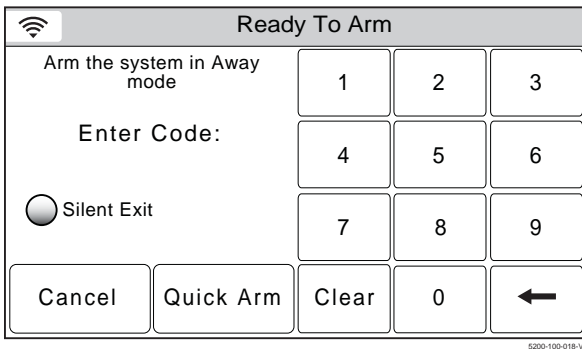 Ready To Arm
Arm the system in Away
mode
1
2
3
Enter Code:
4
5
6
Silent Exit
7
8
9
Cancel
Quick Arm
Clear
0
5200-100-018-V